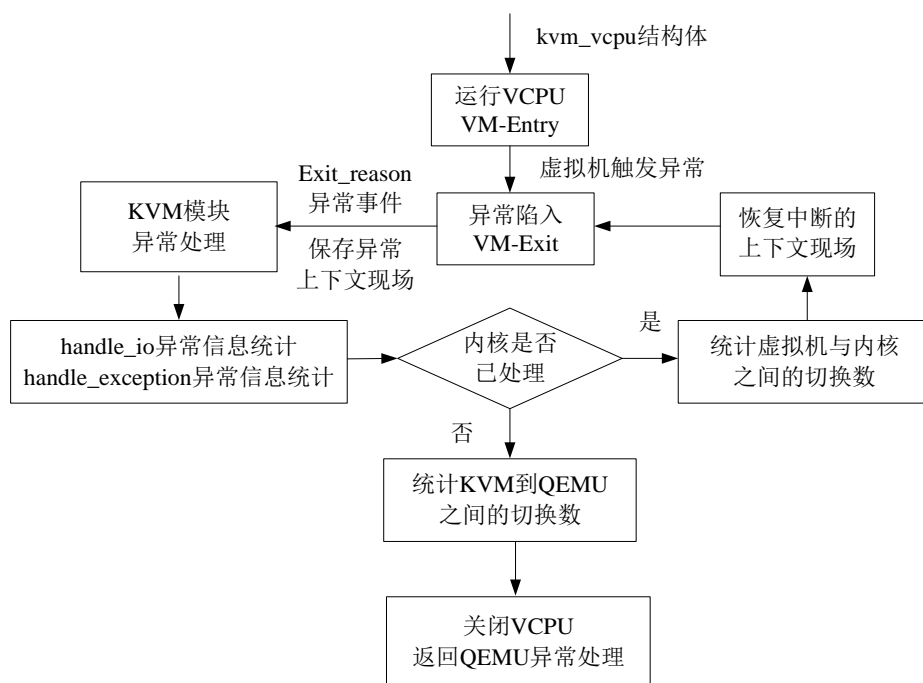 kvm_vcpu结构体
运行VCPU
VM-Entry
虚拟机触发异常
Exit_reason
异常事件
KVM模块
异常处理
保存异常
上下文现场
异常陷入
VM-Exit
恢复中断的
上下文现场
handle_io异常信息统计
handle_exception异常信息统计
内核是否
已处理
是
统计虚拟机与内核
之间的切换数
否
统计KVM到QEMU
之间的切换数
关闭VCPU
返回QEMU异常处理